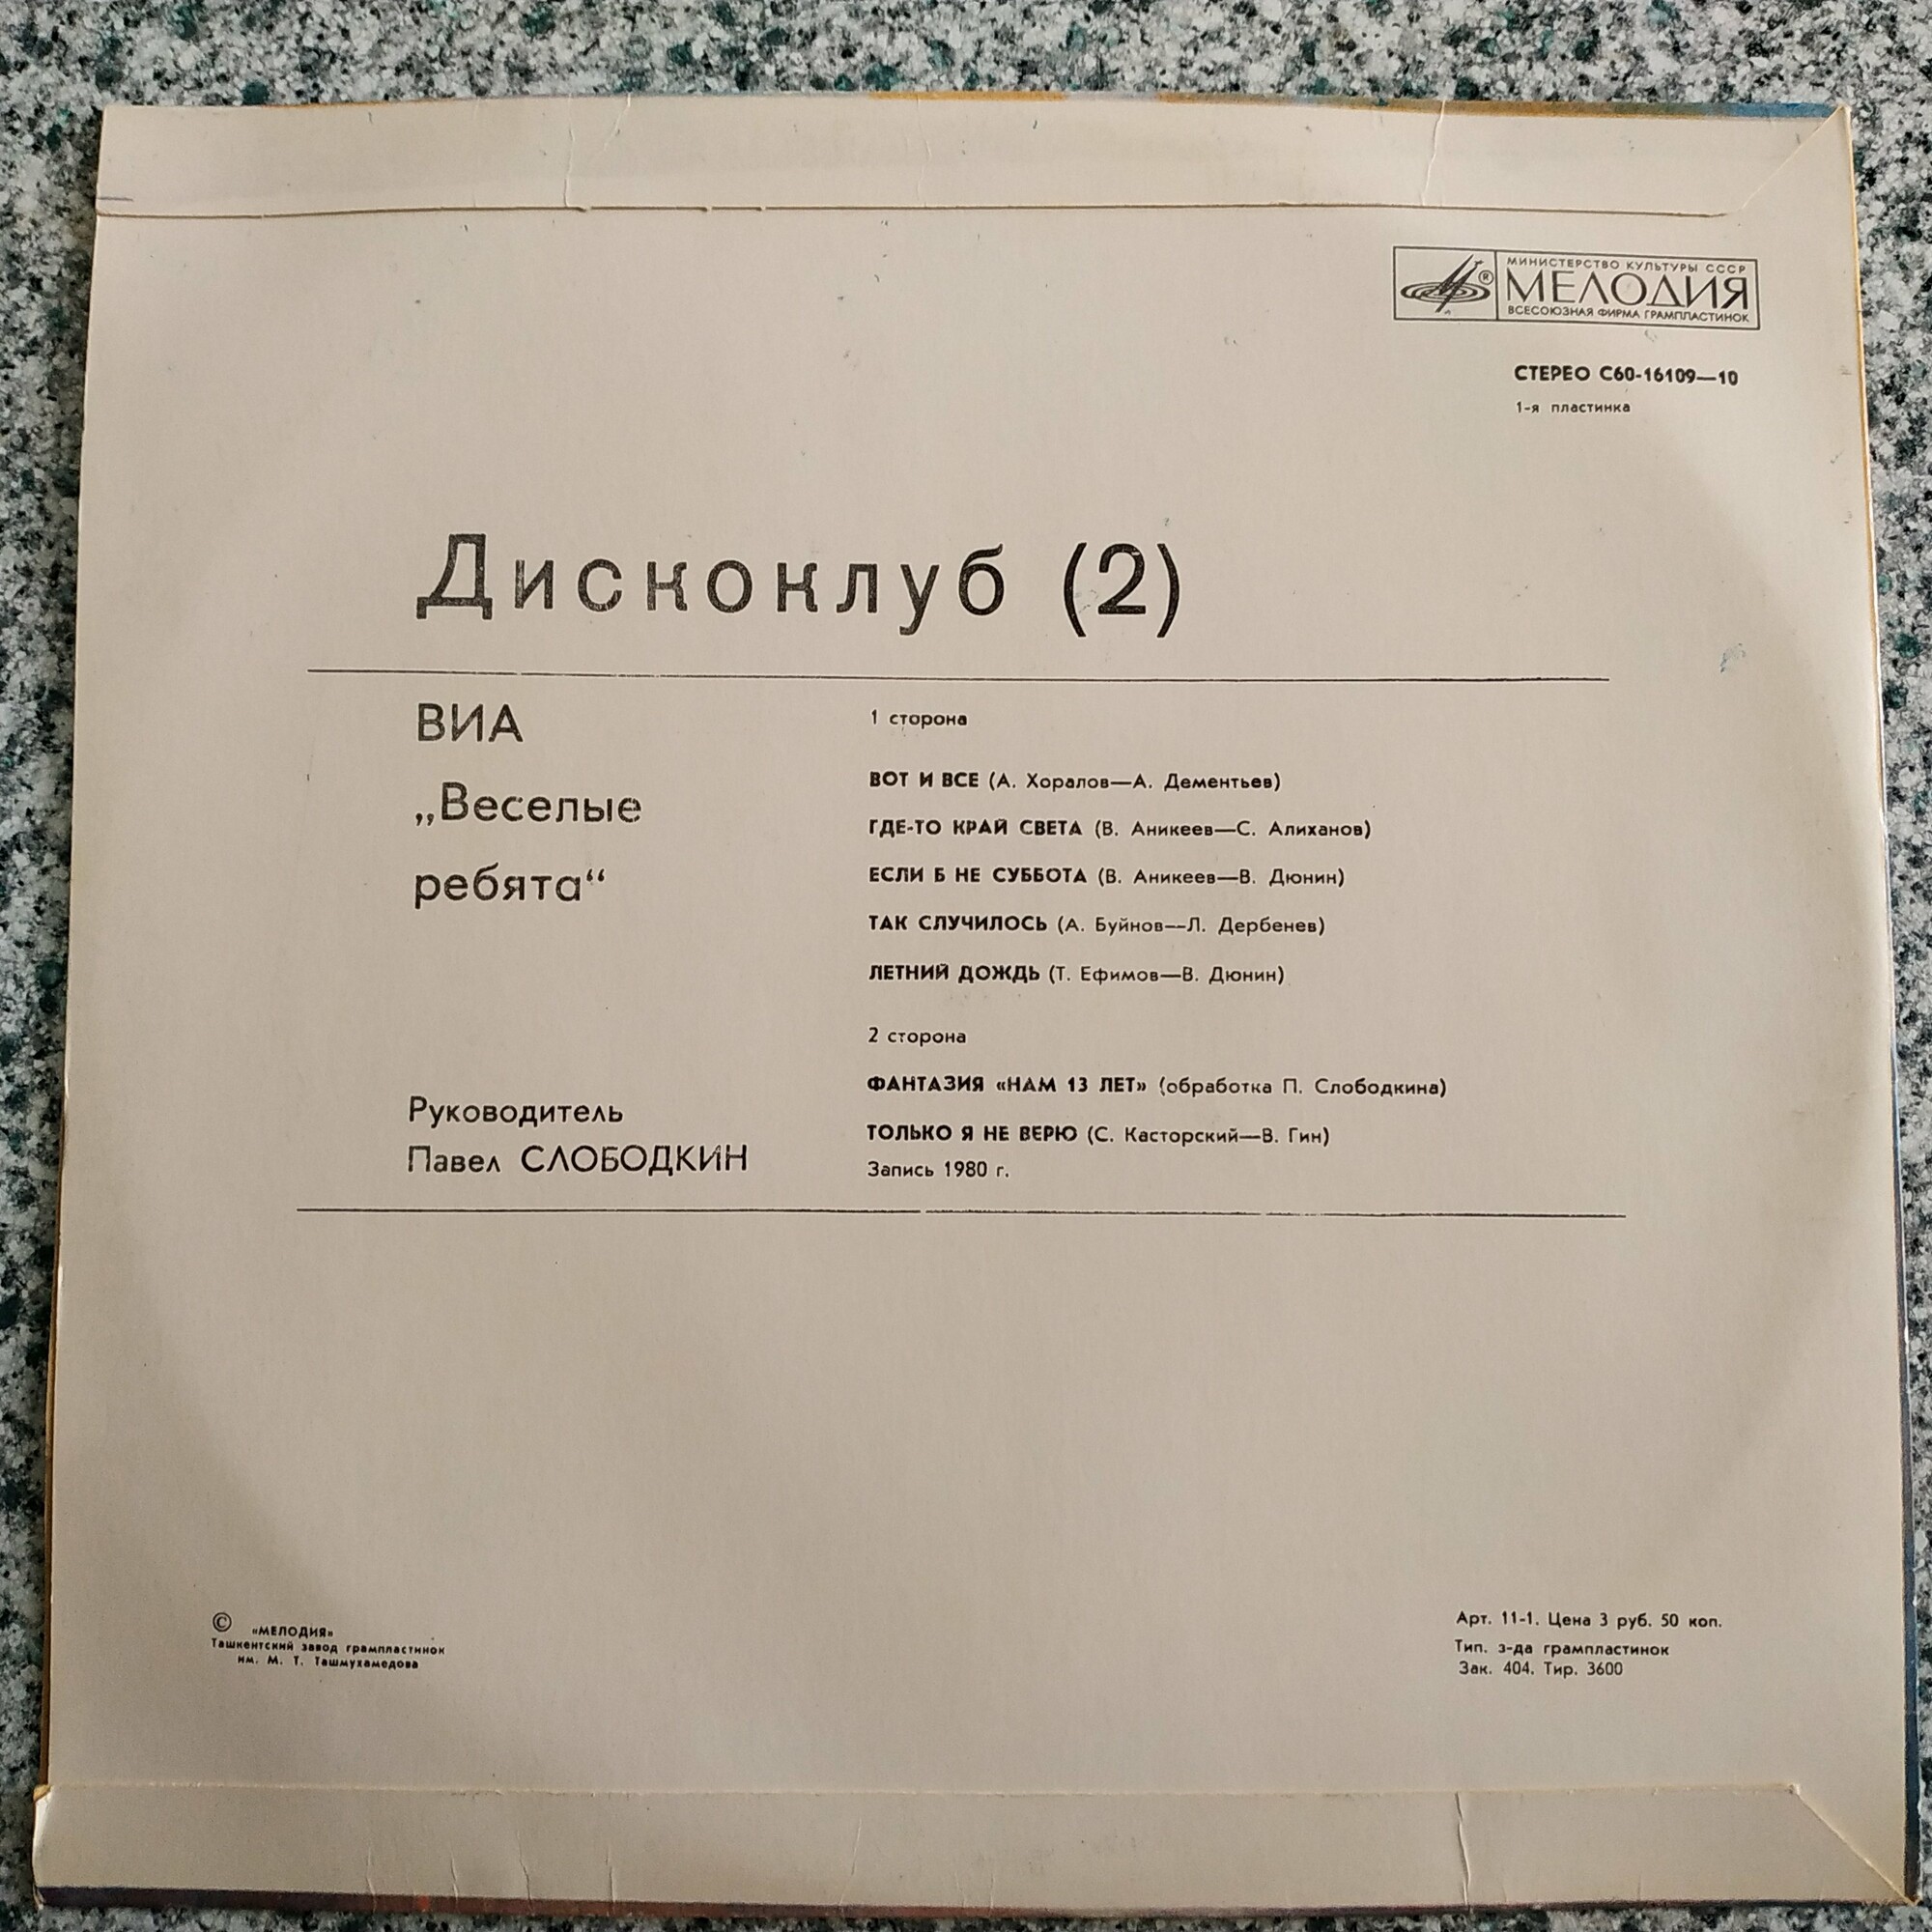 МИНИСТЕРСТВО КУЛЬТУРЫ СССР
МЕЛОДИЯ
ВСЕСОЮЗНАЯ ФИРМА ГРАМПЛАСТИНОК
®
СТЕРЕО С60-16109—10
1-я пластинка
Дискоклуб (2)
ВИА
„Веселые
ребята“
Руководитель
Павел СЛОБОДКИН
1 сторона
ВОТ И ВСЕ (А. Хоралов—А. Дементьев)
ГДЕ-ТО КРАЙ СВЕТА (В. Аникеев—С. Алиханов)
ЕСЛИ Б НЕ СУББОТА (В. Аникеев—В. Дюнин)
ТАК СЛУЧИЛОСЬ (А. Буйнов—Л. Дербенев)
ЛЕТНИЙ ДОЖДЬ (Т. Ефимов—В. Дюнин)
2 сторона
ФАНТАЗИЯ «НАМ 13 ЛЕТ» (обработка П. Слободкина)
ТОЛЬКО Я НЕ ВЕРЮ (С. Касторский—В. Гин)
Запись 1980 г.
© «МЕЛОДИЯ»
Ташкентский завод грампластинок
им. М. Т. Ташмухамедова
Арт. 11-1. Цена 3 руб. 50 коп.
Тип. з-да грампластинок
Зак. 404. Тир. 3600